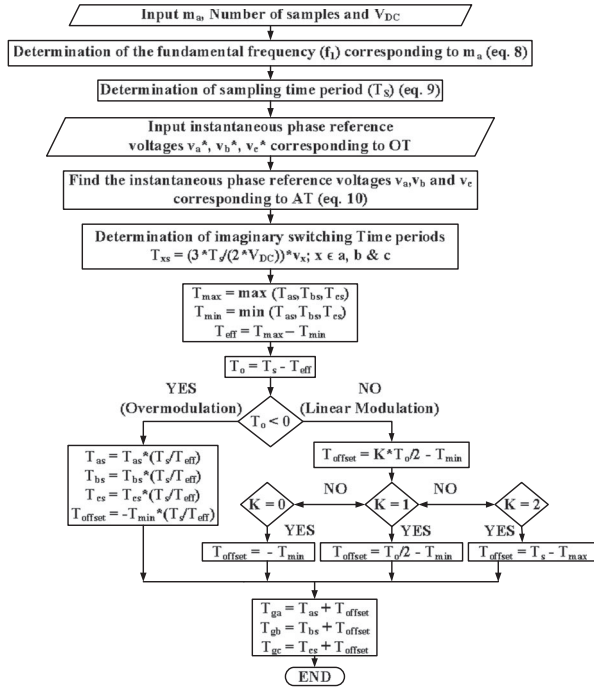 Input mₐ, Number of samples and V_DC
Determination of the fundamental frequency (f₁) corresponding to mₐ (eq. 8)
Determination of sampling time period (T_S) (eq. 9)
Input instantaneous phase reference
voltages v_a*, v_b*, v_c* corresponding to OT
Find the instantaneous phase reference voltages v_a,v_b and v_c
corresponding to AT (eq. 10)
Determination of imaginary switching Time periods
T_xs = (3*T_s/(2*V_DC))*v_x; x ϵ a, b & c
T_max = max (T_as,T_bs,T_cs)
T_min = min (T_as,T_bs,T_cs)
T_eff = T_max – T_min
T_o = T_s - T_eff
YES
(Overmodulation)
NO
(Linear Modulation)
T_o < 0
T_as = T_as*(T_s/T_eff)
T_bs = T_bs*(T_s/T_eff)
T_cs = T_cs*(T_s/T_eff)
T_offset = -T_min*(T_s/T_eff)
T_offset = K*T_o/2 - T_min
K = 0
NO
K = 1
NO
K = 2
YES
YES
YES
T_offset = - T_min
T_offset = T_o/2 - T_min
T_offset = T_s - T_max
T_ga = T_as + T_offset
T_gb = T_bs + T_offset
T_gc = T_cs + T_offset
END